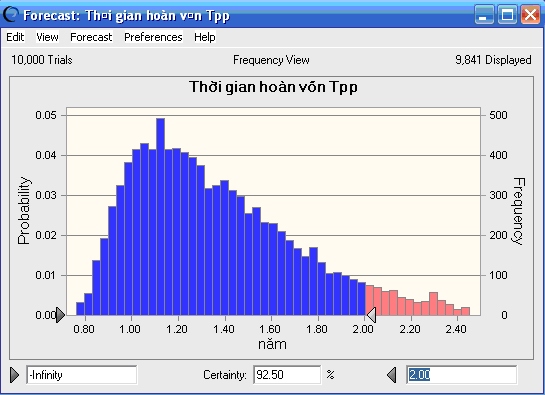 Forecast: Th¤i gian hoàn v¤n Tpp
Edit View Forecast Preferences Help
10,000 Trials Frequency View 9,841 Displayed
Thời gian hoàn vốn Tpp
Probability
0.05
0.04
0.03
0.02
0.01
0.00
500
400
300
200
100
0
Frequency
0.80 1.00 1.20 1.40 1.60 1.80 2.00 2.20 2.40
năm
-Infinity Certainty: 92.50 % 2.00